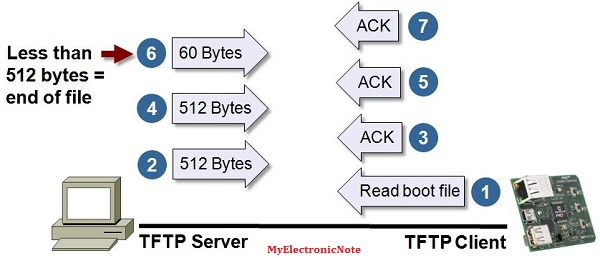 ACK 7
Less than
512 bytes =
end of file
6 60 Bytes
ACK 5
4 512 Bytes
ACK 3
2 512 Bytes
Read boot file 1
TFTP Server
TFTP Client
MyElectronicNote